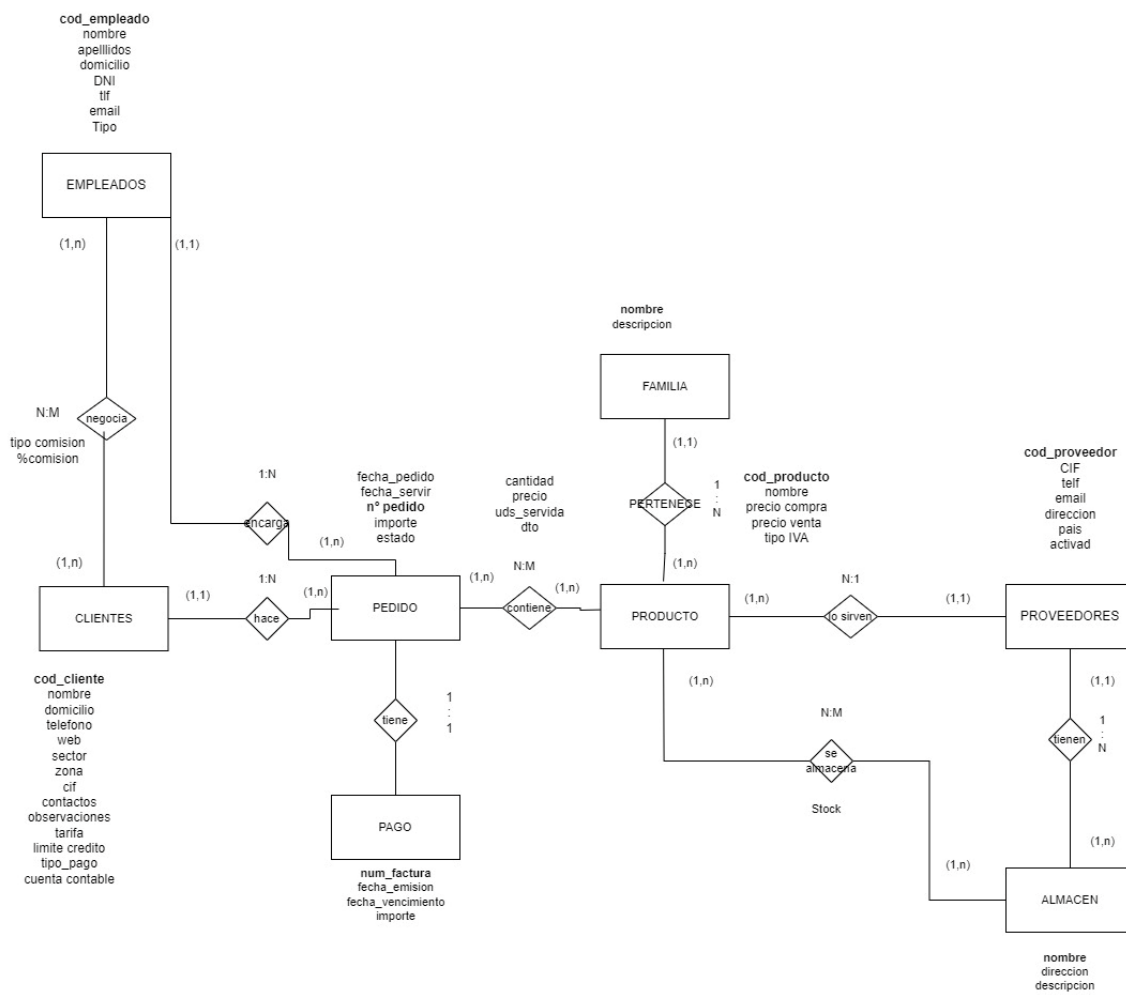 cod_empleado
nombre
apelllidos
domicilio
DNI
tlf
email
Tipo
EMPLEADOS
(1,n)
(1,1)
N:M
negocia
tipo comision
%comision
(1,n)
1:N
encarga
(1,n)
CLIENTES
(1,1)
1:N
hace
(1,n)
cod_cliente
nombre
domicilio
telefono
web
sector
zona
cif
contactos
observaciones
tarifa
limite credito
tipo_pago
cuenta contable
fecha_pedido
fecha_servir
nº pedido
importe
estado
PEDIDO
tiene
1
:
1
PAGO
num_factura
fecha_emision
fecha_vencimiento
importe
cantidad
precio
uds_servida
dto
(1,n)
N:M
contiene
(1,n)
nombre
descripcion
FAMILIA
(1,1)
PERTENECE
1
:
N
(1,n)
cod_producto
nombre
precio compra
precio venta
tipo IVA
PRODUCTO
(1,n)
N:1
lo sirven
(1,1)
cod_proveedor
CIF
telf
email
direccion
pais
activad
PROVEEDORES
(1,1)
tienen
1
:
N
(1,n)
(1,n)
N:M
se
almacena
Stock
(1,n)
ALMACEN
nombre
direccion
descripcion